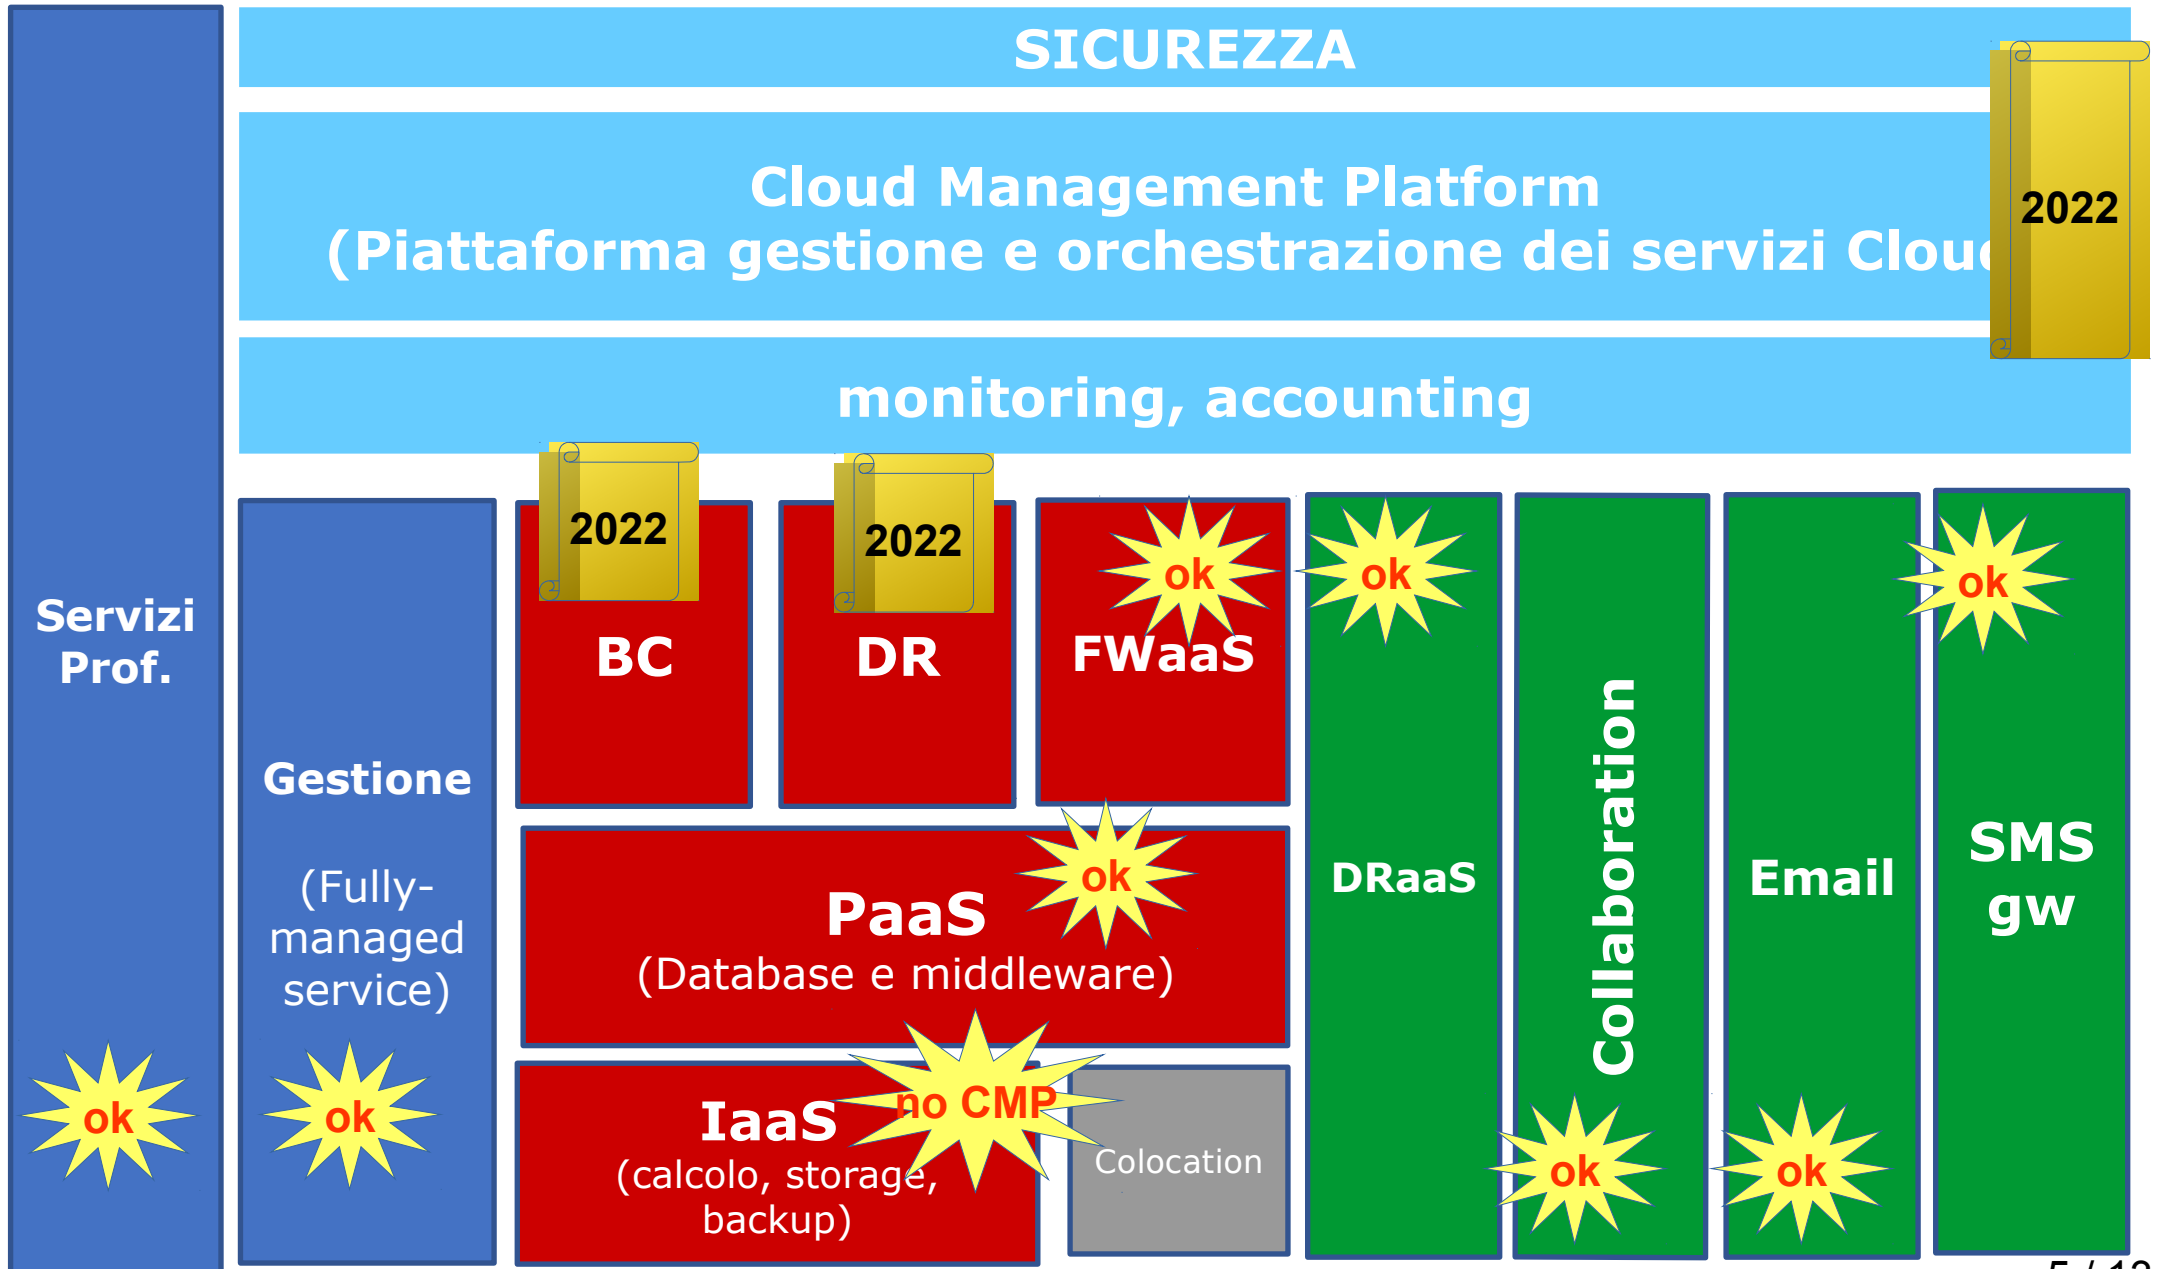 SICUREZZA
Cloud Management Platform
(Piattaforma gestione e orchestrazione dei servizi Clou
2022
monitoring, accounting
Servizi
Prof.
ok
Gestione
(Fully-
managed
service)
ok
2022
BC
2022
DR
ok
FWaaS
ok
PaaS
(Database e middleware)
no CMP
IaaS
(calcolo, storage,
backup)
Colocation
ok
DRaaS
Collaboration
ok
Email
ok
ok
SMS
gw